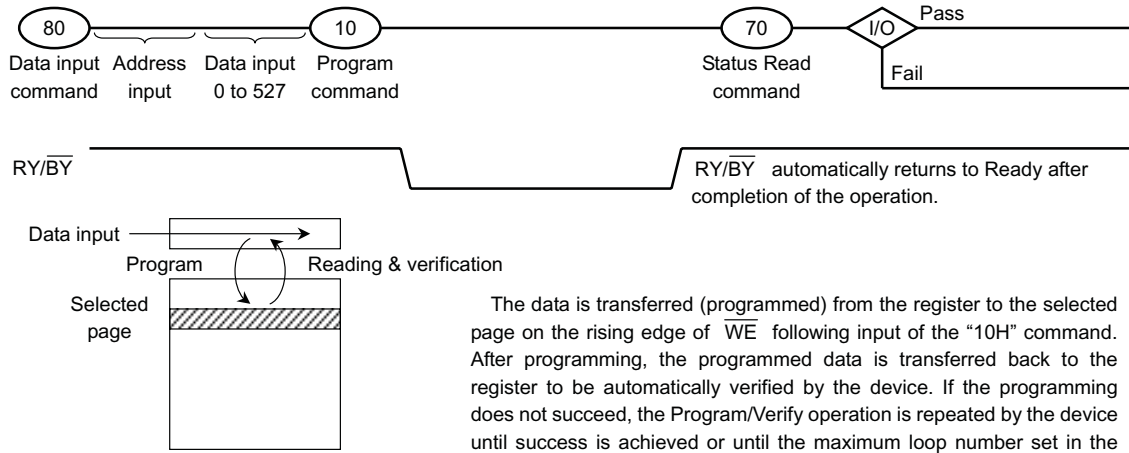 80 10 70 I/O Pass
Data input Address Data input Program Status Read
command input 0 to 527 command command Fail
RY/BY RY/BY automatically returns to Ready after
completion of the operation.
Data input
Program Reading & verification
Selected
page
The data is transferred (programmed) from the register to the selected
page on the rising edge of WE following input of the “10H” command.
After programming, the programmed data is transferred back to the
register to be automatically verified by the device. If the programming
does not succeed, the Program/Verify operation is repeated by the device
until success is achieved or until the maximum loop number set in the